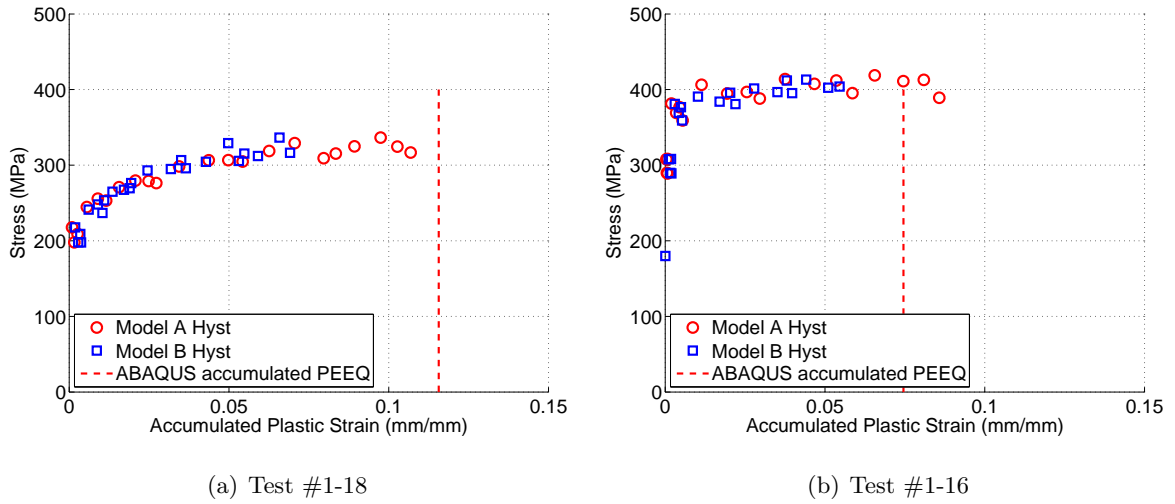 500
400
300
200
100
0
Stress (MPa)
Model A Hyst
Model B Hyst
ABAQUS accumulated PEEQ
0 0.05 0.1 0.15
Accumulated Plastic Strain (mm/mm)
(a) Test #1-18
500
400
300
200
100
0
Stress (MPa)
Model A Hyst
Model B Hyst
ABAQUS accumulated PEEQ
0 0.05 0.1 0.15
Accumulated Plastic Strain (mm/mm)
(b) Test #1-16